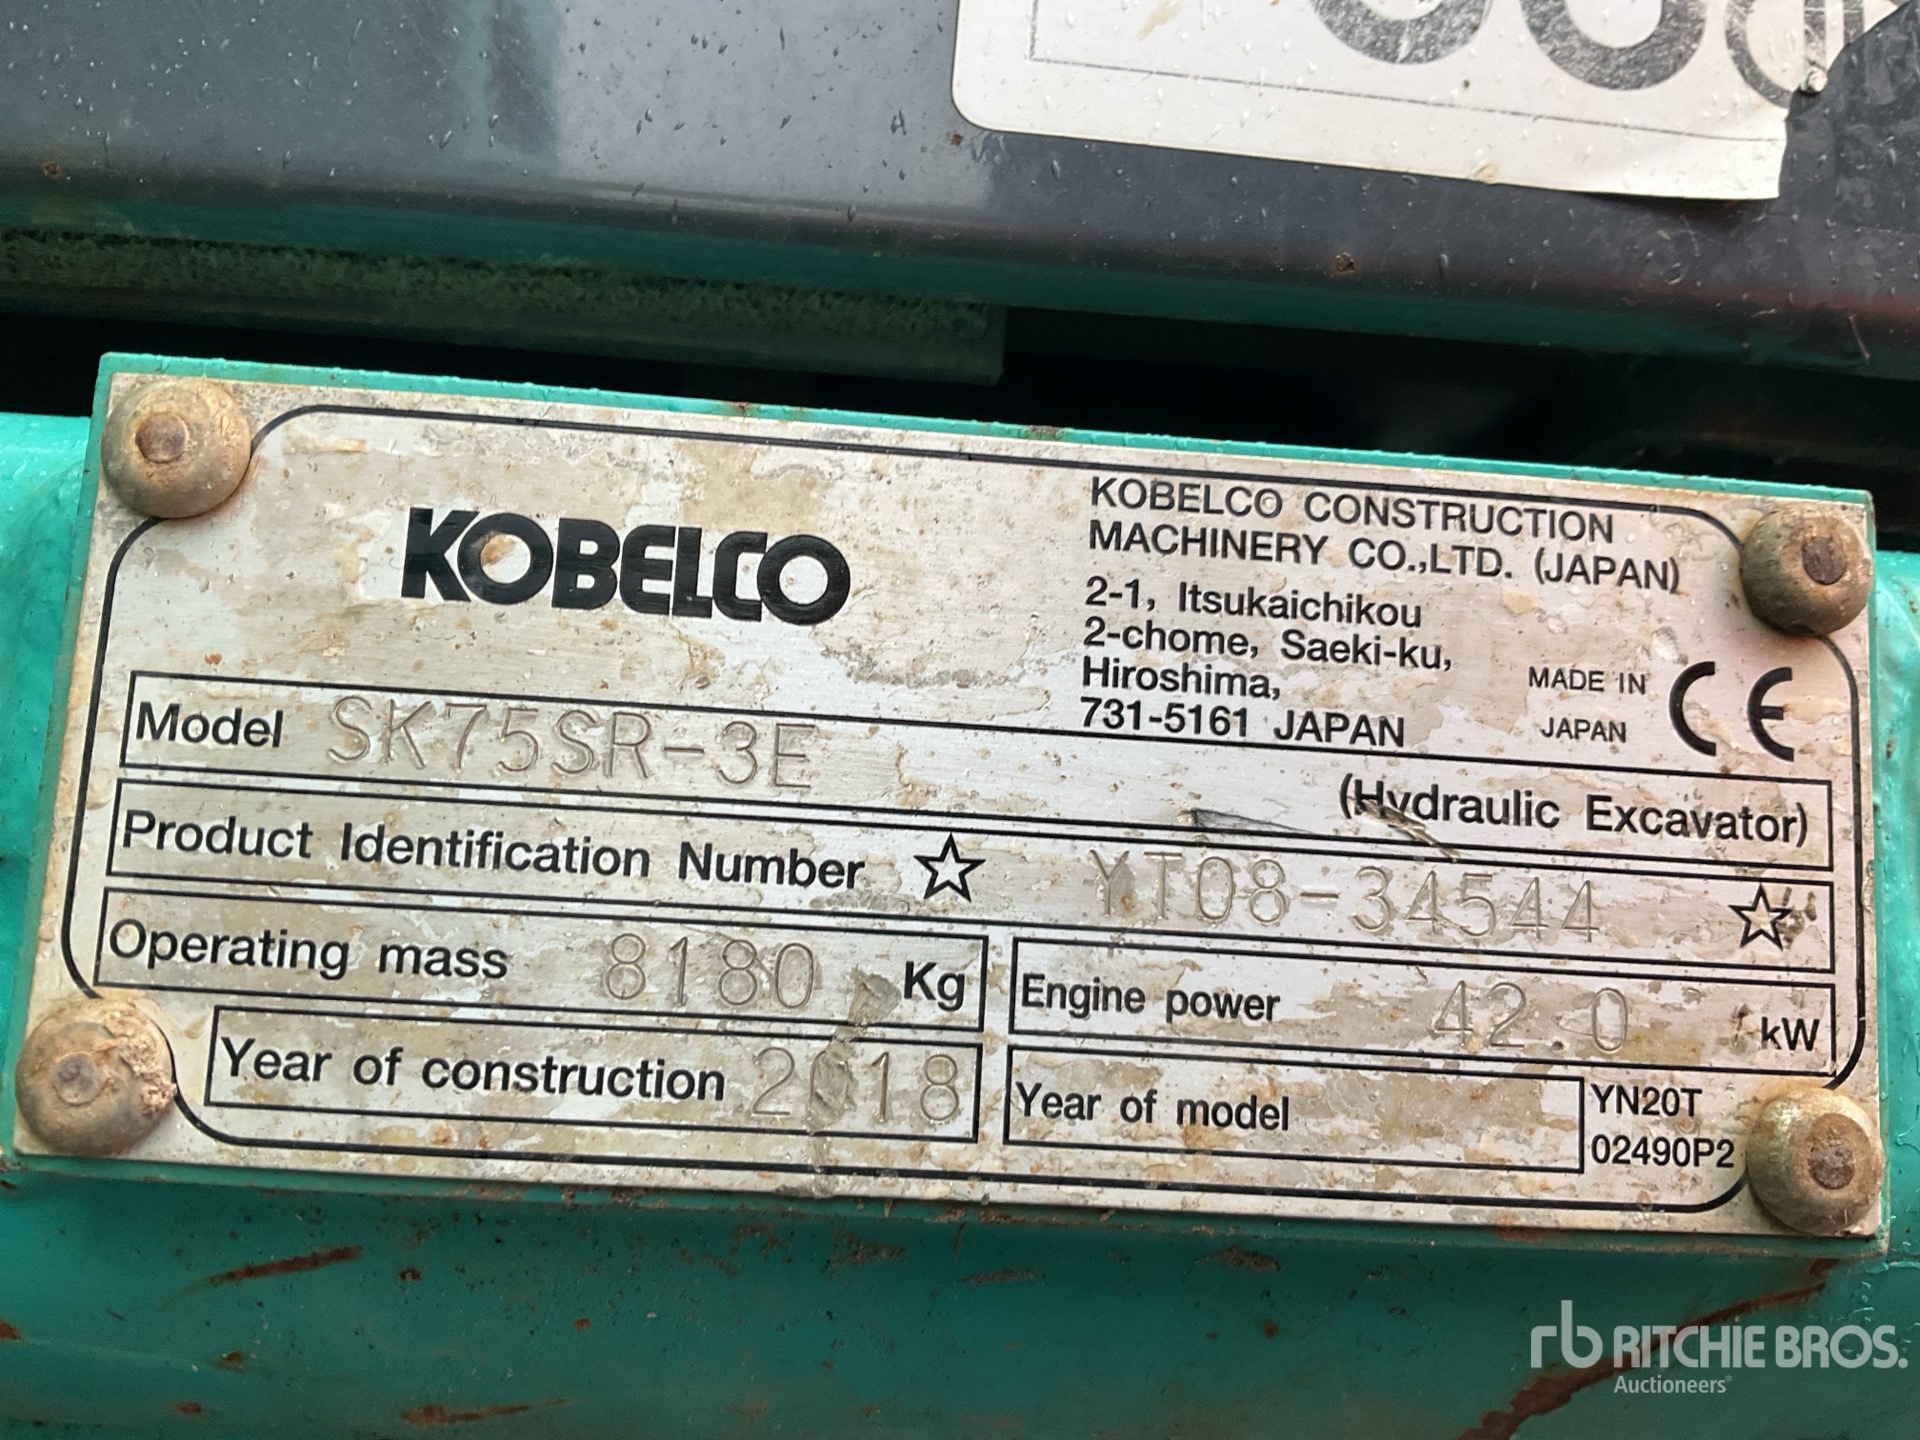 KOBELCO
KOBELCO CONSTRUCTION
MACHINERY CO.,LTD. (JAPAN)
2-1, Itsukaichikou
2-chome, Saeki-ku,
Hiroshima,
731-5161 JAPAN
MADE IN
JAPAN
CE
Model SK75SR-3E (Hydraulic Excavator)
Product Identification Number ☆ YT08-34544 ☆
Operating mass 8180 Kg
Engine power 42.0 kW
Year of construction 2018
Year of model
YN20T
02490P2
rb RITCHIE BROS.
Auctioneers